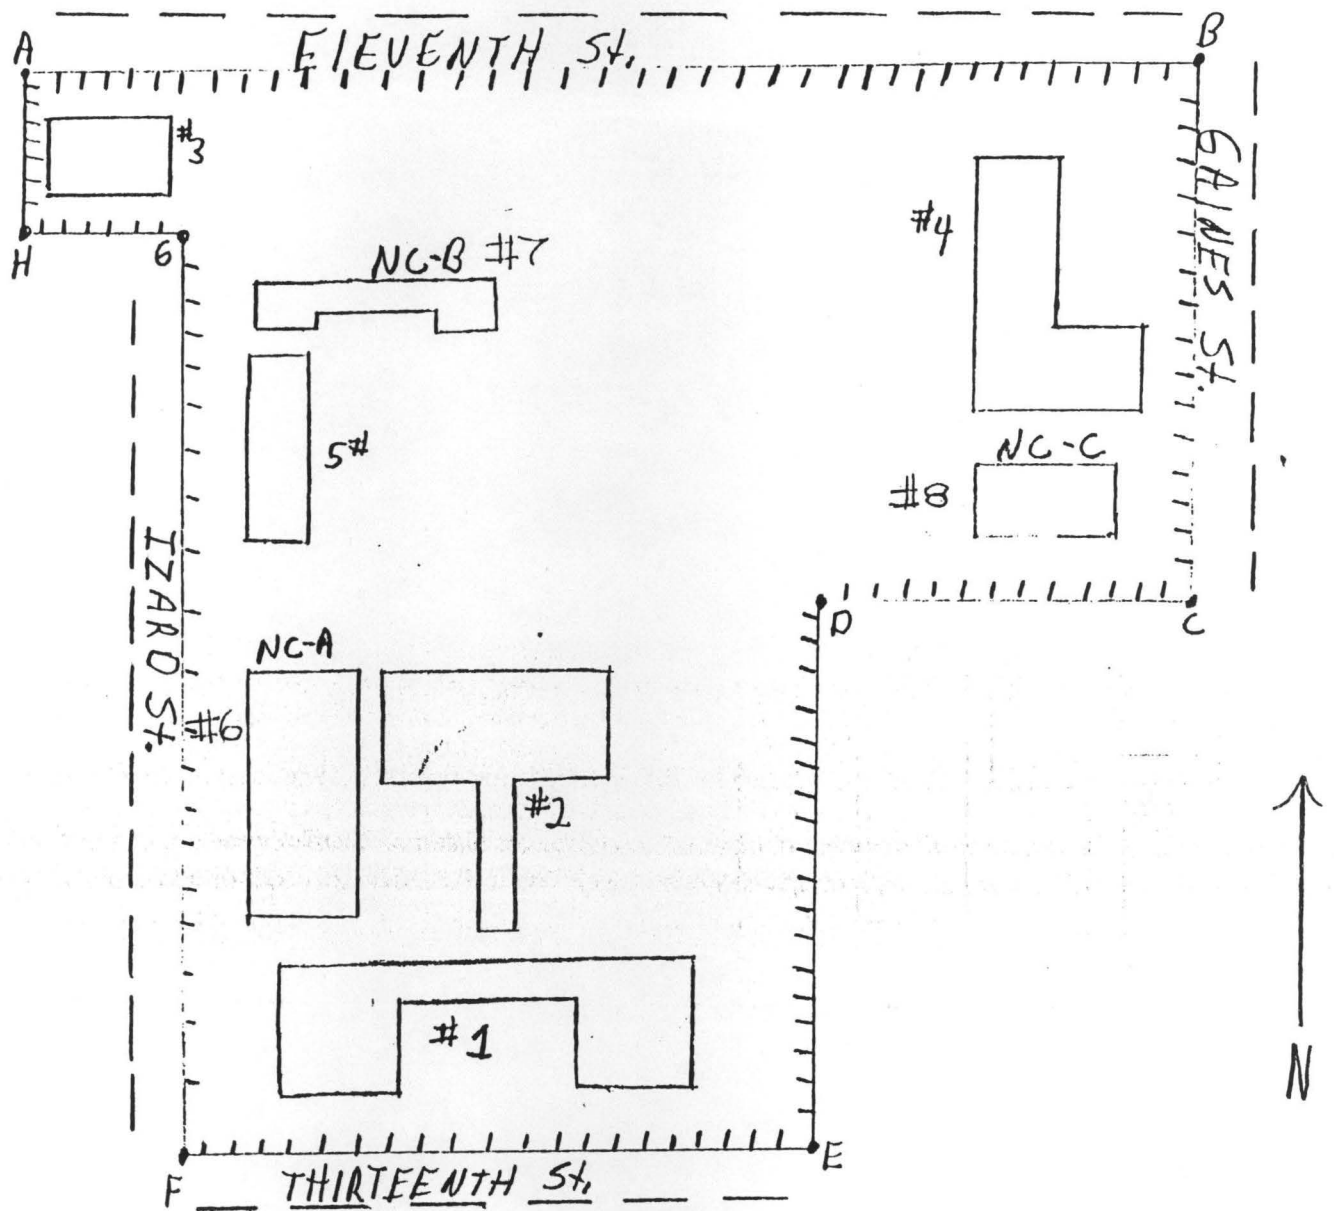 ELEVENTH St.
A
B
#3
GAINES St.
#4
H
G
NC-B #7
5#
NC-C
#8
IZARD St.
D
C
NC-A
#6
#2
#1
N
E
F
THIRTEENTH St.